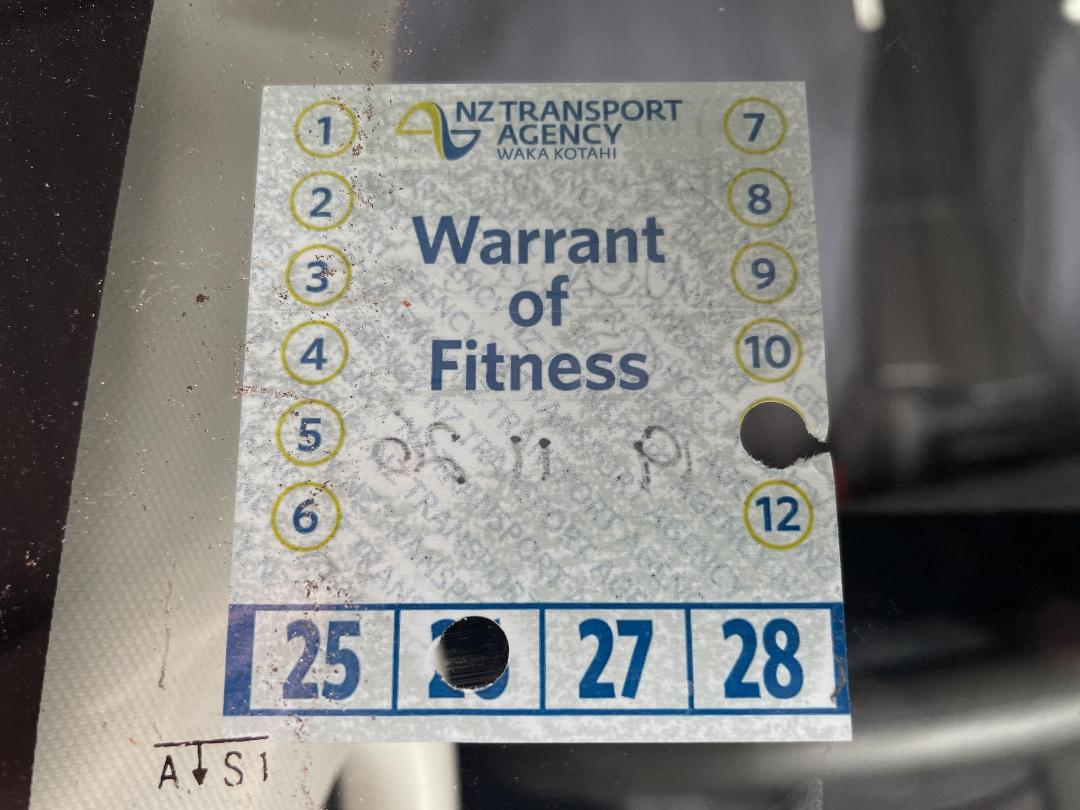 1
2
3
4
5
6
NZ TRANSPORT
AGENCY
WAKA KOTAHI
Warrant
of
Fitness
7
8
9
10
12
25 27 28
A↓S1